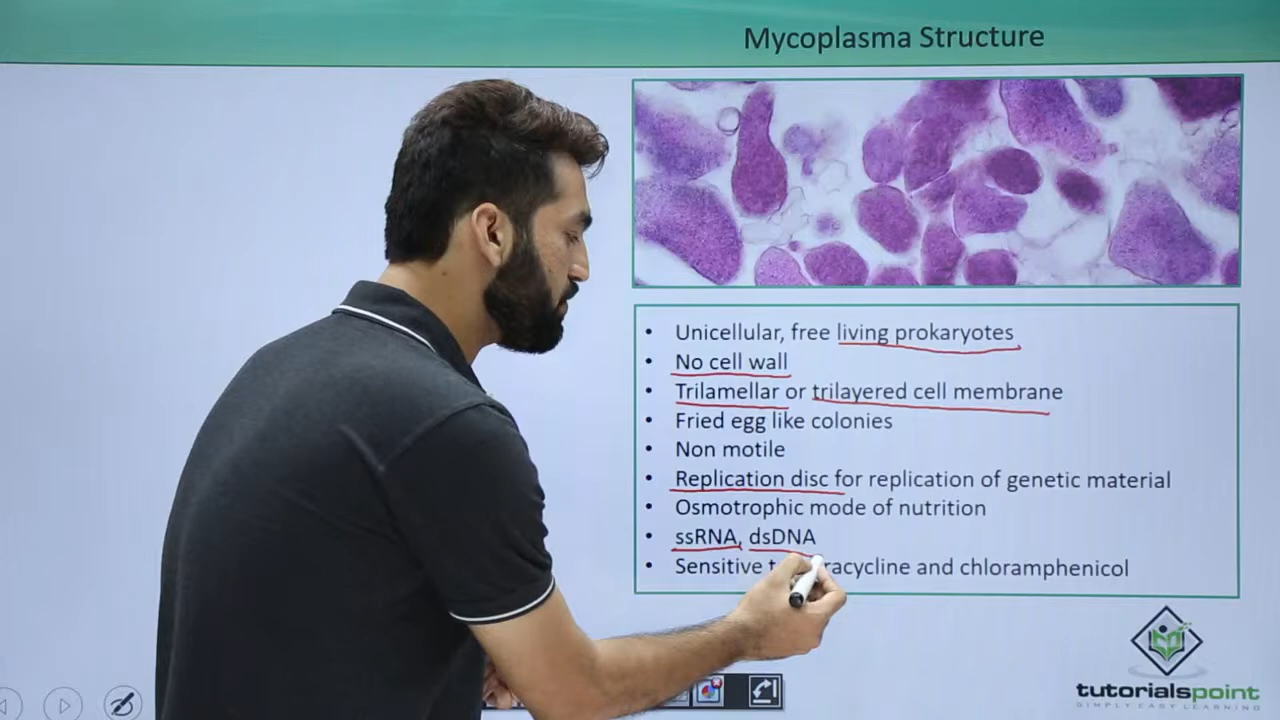 Mycoplasma Structure
• Unicellular, free living prokaryotes
• No cell wall
• Trilamellar or trilayered cell membrane
• Fried egg like colonies
• Non motile
• Replication disc for replication of genetic material
• Osmotrophic mode of nutrition
• ssRNA, dsDNA
• Sensitive and chloramphenicol
tutorialspoint
SIMPLY EASY LEARNING